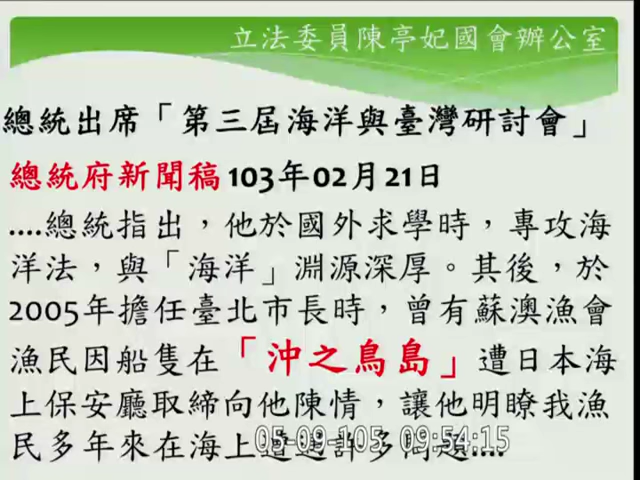 立法委員陳亭妃國會辦公室
總統出席「第三屆海洋與臺灣研討會」
總統府新聞稿103年02月21日
....總統指出，他於國外求學時，專攻海
洋法，與「海洋」淵源深厚。其後，於
2005年擔任臺北市長時，曾有蘇澳漁會
漁民因船隻在「沖之鳥島」遭日本海
上保安廳取締向他陳情，讓他明瞭我漁
民多年來在海上遭遇許多問題....
05-09-105 09:54:15